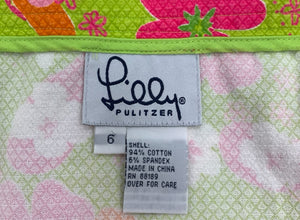 Lilly®
PULITZER
6
SHELL:
94% COTTON
6% SPANDEX
MADE IN CHINA
RN 88189
OVER FOR CARE